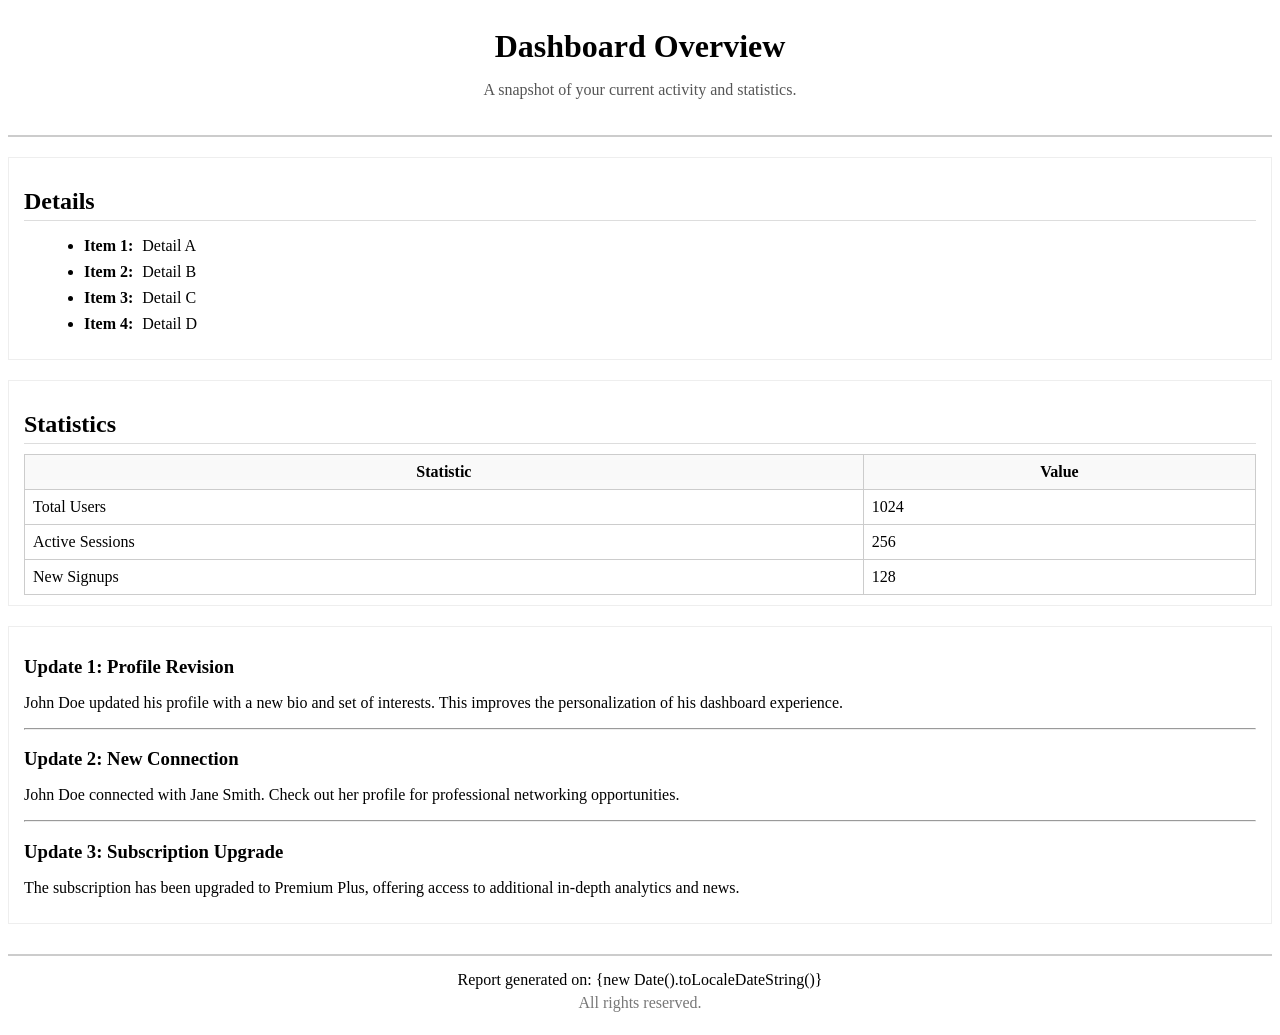 Dashboard Overview
A snapshot of your current activity and statistics.
Details
Item 1: Detail A
Item 2: Detail B
Item 3: Detail C
Item 4: Detail D
Statistics
Statistic Value
Total Users 1024
Active Sessions 256
New Signups 128
Update 1: Profile Revision
John Doe updated his profile with a new bio and set of interests. This improves the personalization of his dashboard experience.
Update 2: New Connection
John Doe connected with Jane Smith. Check out her profile for professional networking opportunities.
Update 3: Subscription Upgrade
The subscription has been upgraded to Premium Plus, offering access to additional in-depth analytics and news.
Report generated on: {new Date().toLocaleDateString()}
All rights reserved.